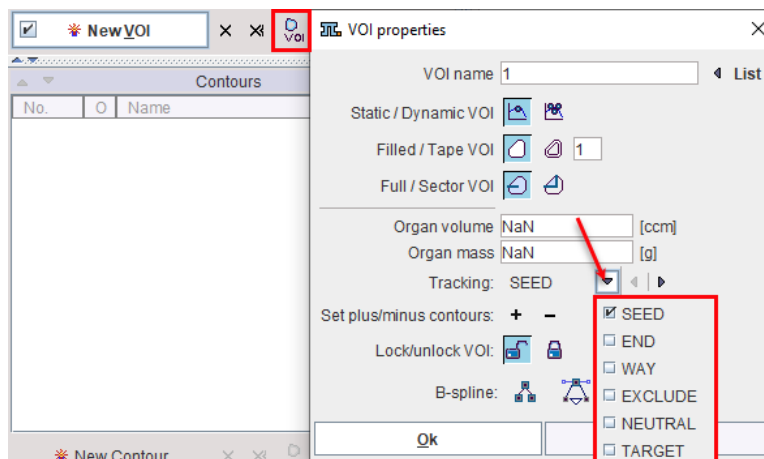 New VOI
VOI
VOI properties
Contours
No. O Name
VOI name 1 List
Static / Dynamic VOI
Filled / Tape VOI 1
Full / Sector VOI
Organ volume NaN [ccm]
Organ mass NaN [g]
Tracking: SEED
Set plus/minus contours: + −
Lock/unlock VOI:
B-spline:
SEED
END
WAY
EXCLUDE
NEUTRAL
TARGET
Ok
New Contour